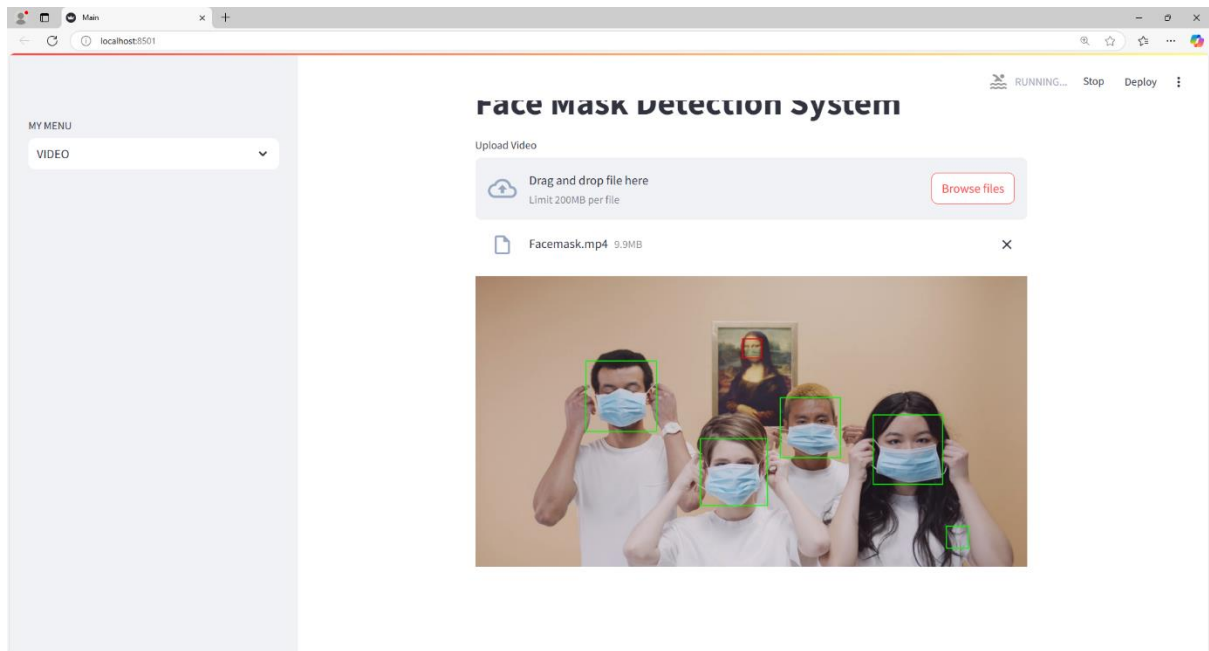 Main
localhost:8501
RUNNING... Stop Deploy
MY MENU
VIDEO
Face Mask Detection System
Upload Video
Drag and drop file here
Limit 200MB per file
Browse files
Facemask.mp4 9.9MB